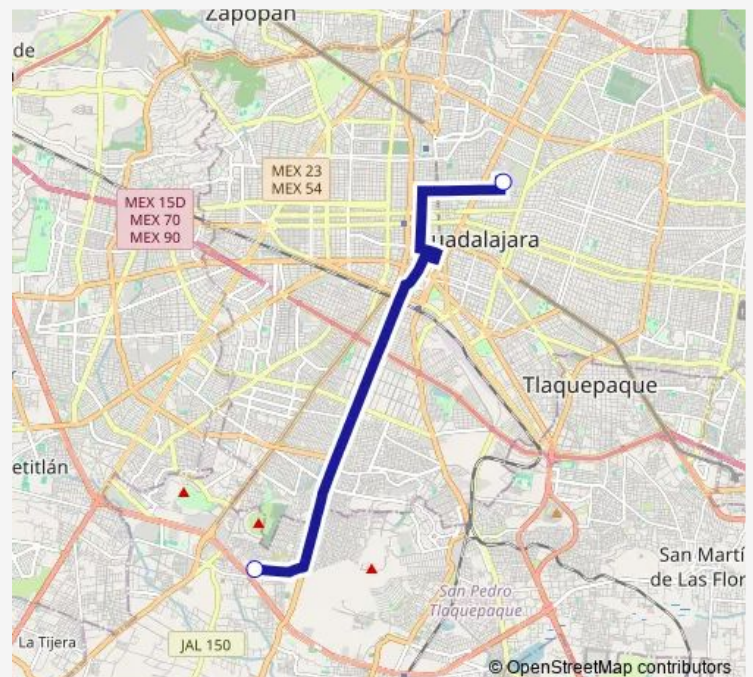 Zapopan
de
MEX 23
MEX 54
MEX 15D
MEX 70
MEX 90
uadalajara
Tlaquepaque
etitlán
San Martí
de Las Flor
San Pedro
Tlaquepaque
La Tijera
JAL 150
© OpenStreetMap contributors